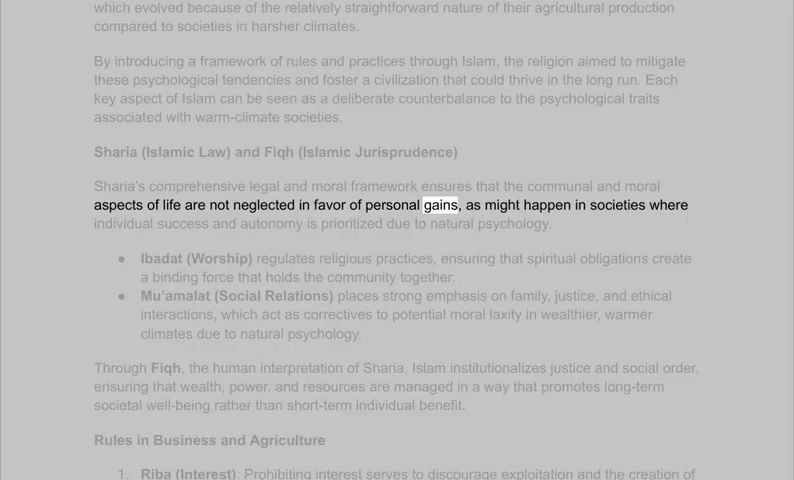 which evolved because of the relatively straightforward nature of their agricultural production
compared to societies in harsher climates.
By introducing a framework of rules and practices through Islam, the religion aimed to mitigate
these psychological tendencies and foster a civilization that could thrive in the long run. Each
key aspect of Islam can be seen as a deliberate counterbalance to the psychological traits
associated with warm-climate societies.
Sharia (Islamic Law) and Fiqh (Islamic Jurisprudence)
Sharia's comprehensive legal and moral framework ensures that the communal and moral
aspects of life are not neglected in favor of personal gains, as might happen in societies where
individual success and autonomy is prioritized due to natural psychology.
● Ibadat (Worship) regulates religious practices, ensuring that spiritual obligations create
a binding force that holds the community together.
● Mu'amalat (Social Relations) places strong emphasis on family, justice, and ethical
interactions, which act as correctives to potential moral laxity in wealthier, warmer
climates due to natural psychology.
Through Fiqh, the human interpretation of Sharia, Islam institutionalizes justice and social order,
ensuring that wealth, power, and resources are managed in a way that promotes long-term
societal well-being rather than short-term individual benefit.
Rules in Business and Agriculture
1. Riba (Interest). Prohibiting interest serves to discourage exploitation and the creation of